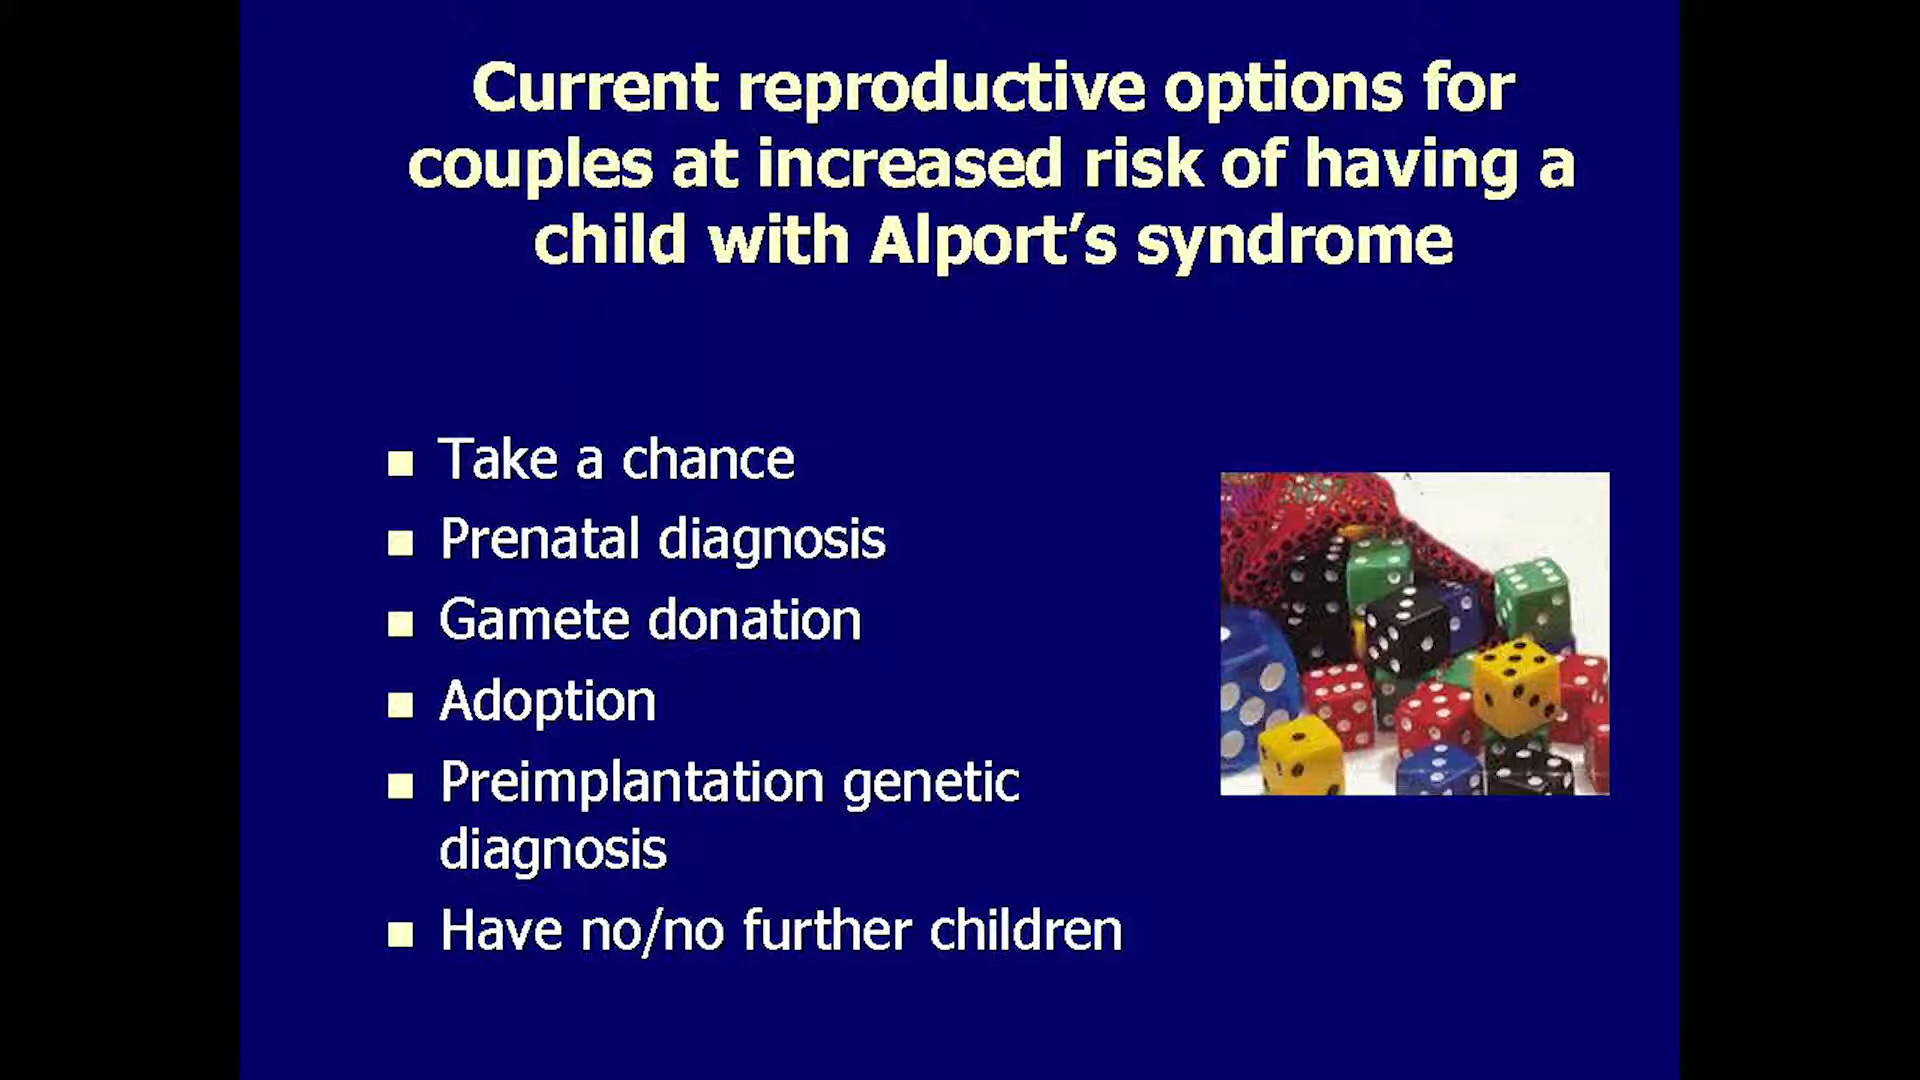 Current reproductive options for
couples at increased risk of having a
child with Alport’s syndrome
Take a chance
Prenatal diagnosis
Gamete donation
Adoption
Preimplantation genetic
diagnosis
Have no/no further children